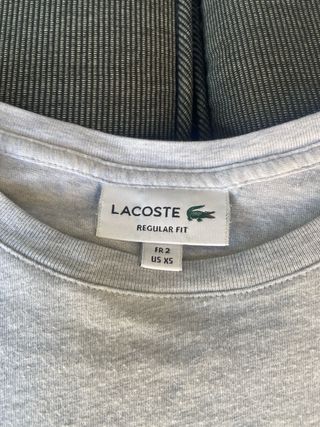 LACOSTE
REGULAR FIT
FR 2
US XS